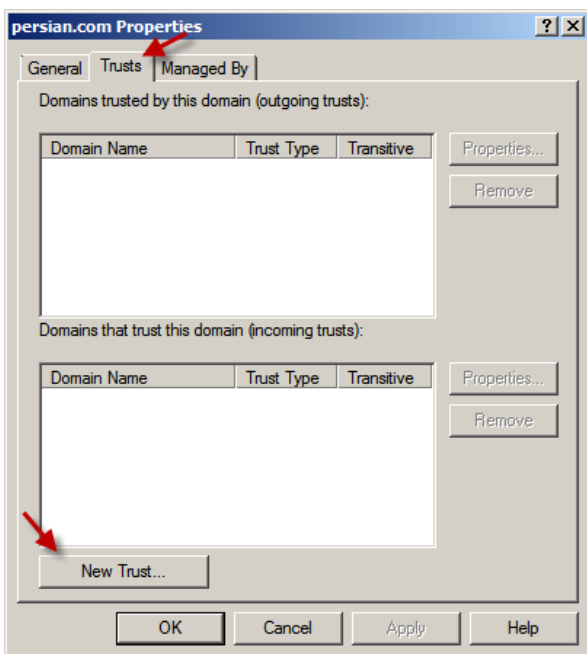 persian.com Properties
General Trusts Managed By
Domains trusted by this domain (outgoing trusts):
Domain Name Trust Type Transitive Properties...
Remove
Domains that trust this domain (incoming trusts):
Domain Name Trust Type Transitive Properties...
Remove
New Trust...
OK Cancel Apply Help